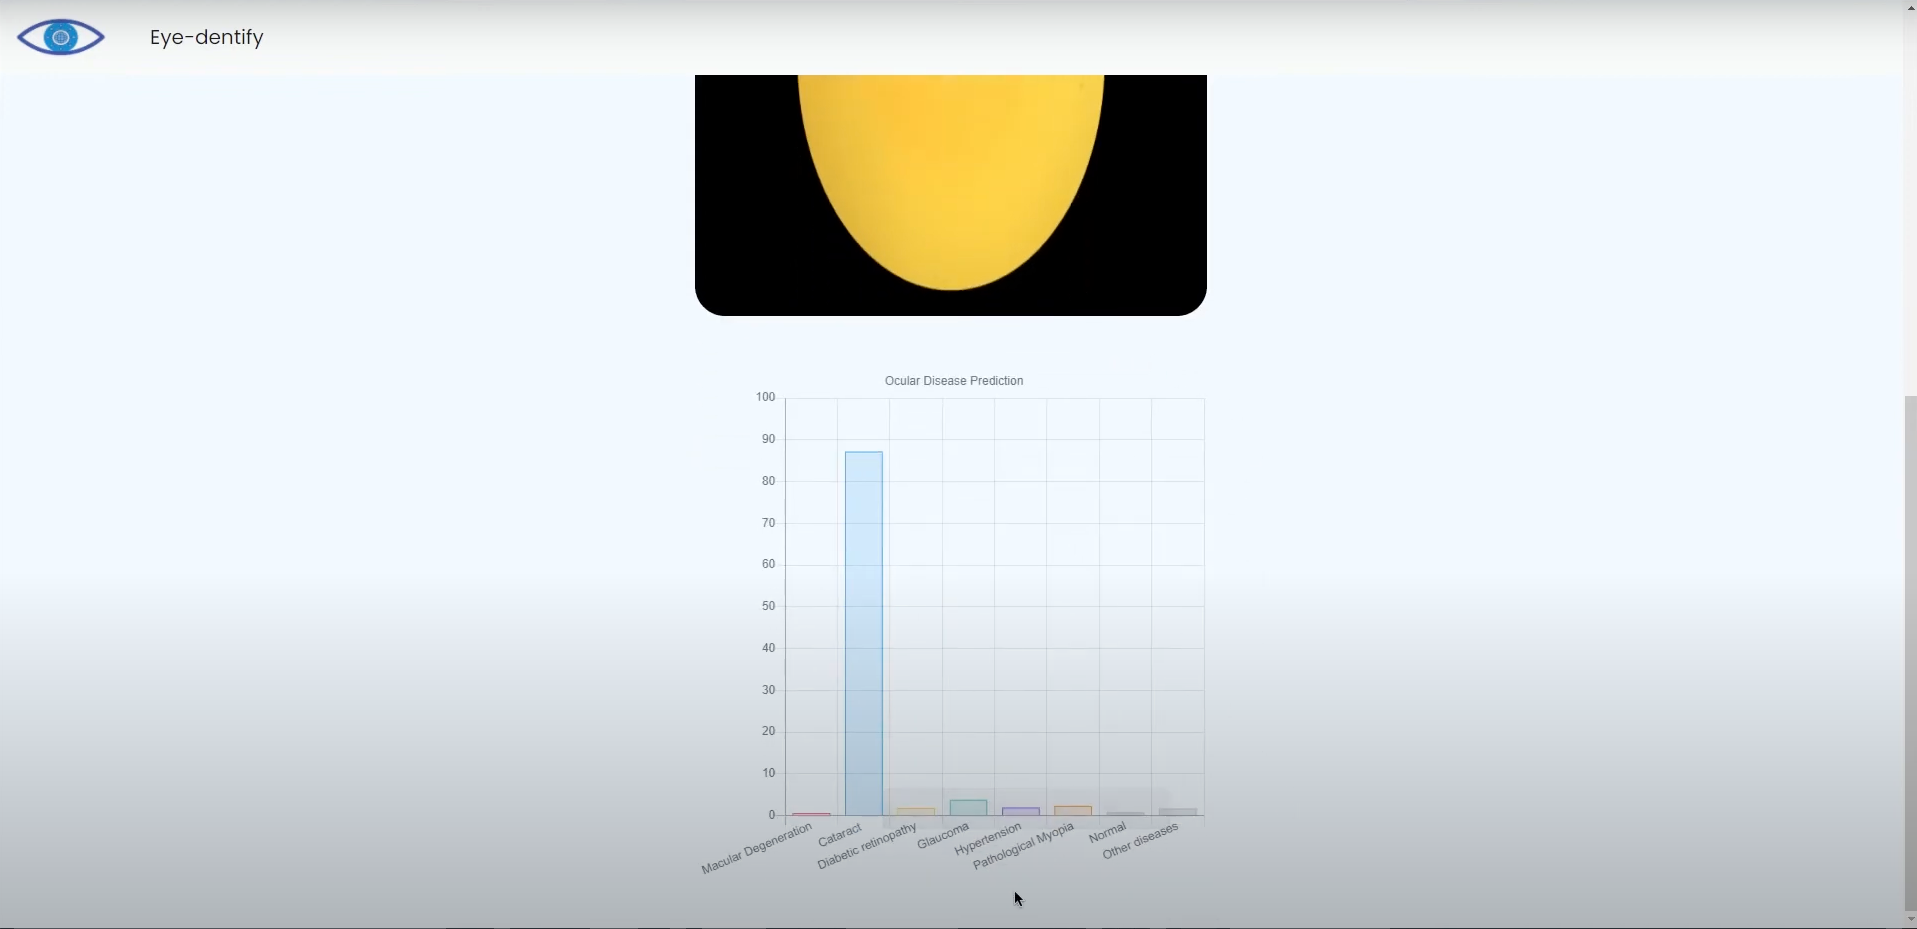 Eye-dentify
Ocular Disease Prediction
100
90
80
70
60
50
40
30
20
10
0
Macular Degeneration
Cataract
Diabetic retinopathy
Glaucoma
Hypertension
Pathological Myopia
Normal
Other diseases